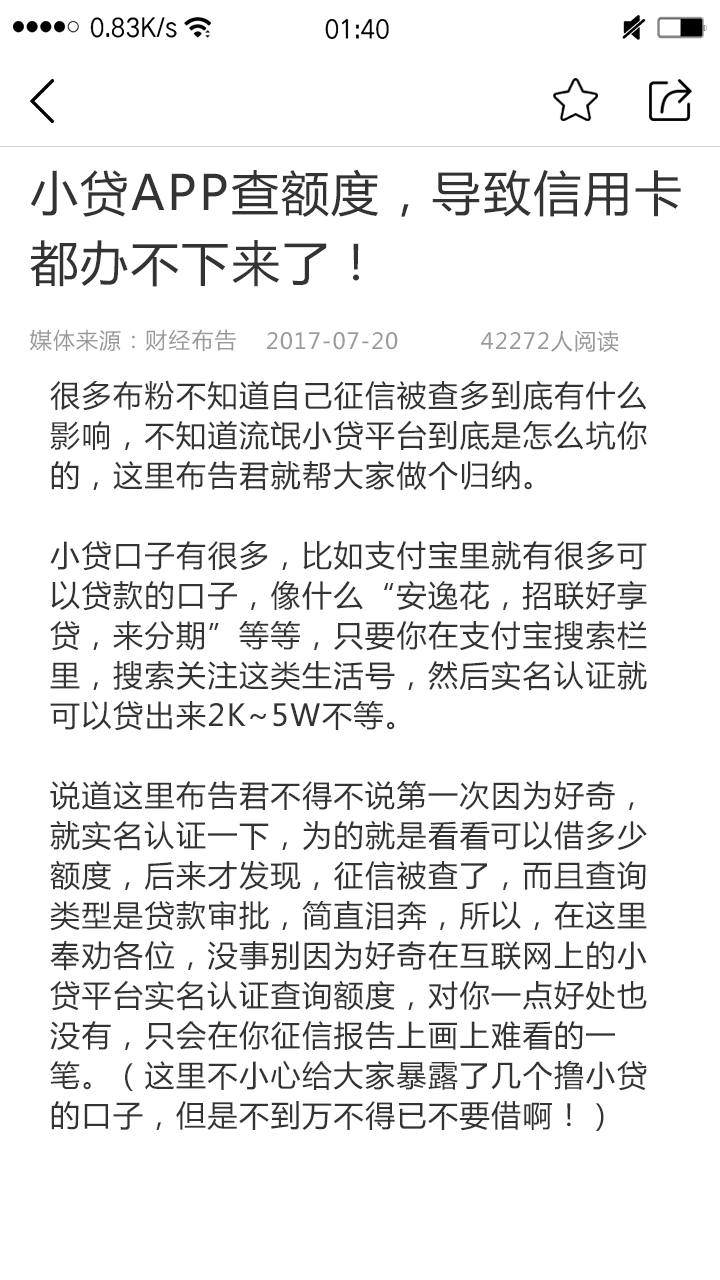 0.83K/s
01:40
小贷APP查额度，导致信用卡
都办不下来了！
媒体来源：财经布告 2017-07-20 42272人阅读
很多布粉不知道自己征信被查多到底有什么
影响，不知道流氓小贷平台到底是怎么坑你
的，这里布告君就帮大家做个归纳。
小贷口子有很多，比如支付宝里就有很多可
以贷款的口子，像什么“安逸花，招联好享
贷，来分期”等等，只要你在支付宝搜索栏
里，搜索关注这类生活号，然后实名认证就
可以贷出来2K~5W不等。
说道这里布告君不得不说第一次因为好奇，
就实名认证一下，为的就是看看可以借多少
额度，后来才发现，征信被查了，而且查询
类型是贷款审批，简直泪奔，所以，在这里
奉劝各位，没事别因为好奇在互联网上的小
贷平台实名认证查询额度，对你一点好处也
没有，只会在你征信报告上画上难看的一
笔。（这里不小心给大家暴露了几个撸小贷
的口子，但是不到万不得已不要借啊！）